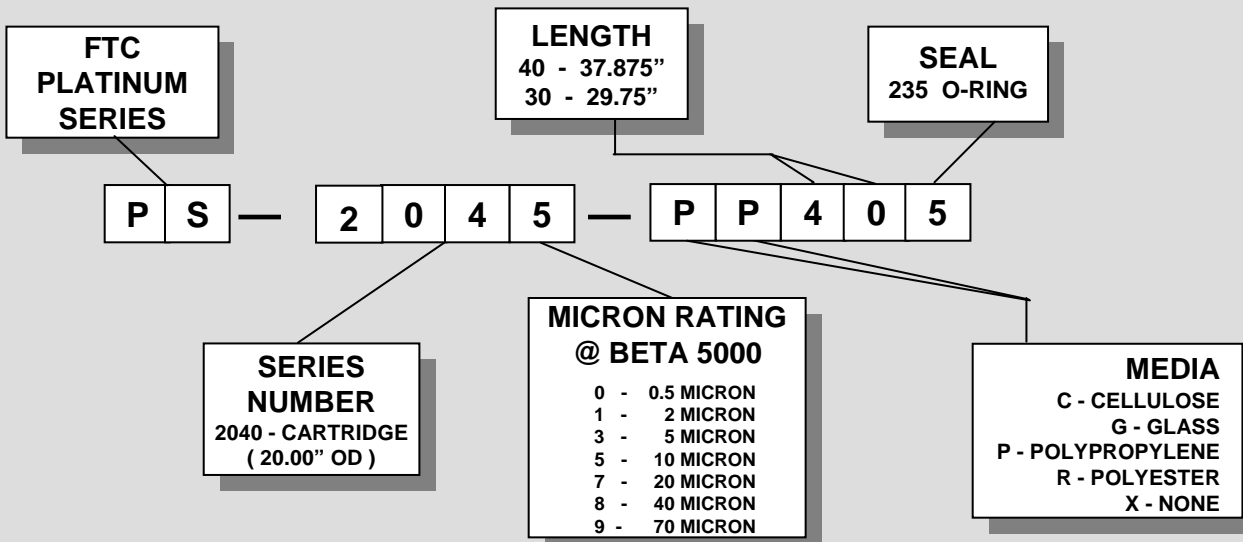 FTC
PLATINUM
SERIES
LENGTH
40 - 37.875”
30 - 29.75”
SEAL
235 O-RING
P S — 2 0 4 5 — P P 4 0 5
SERIES
NUMBER
2040 - CARTRIDGE
( 20.00” OD )
MICRON RATING
@ BETA 5000
0 - 0.5 MICRON
1 - 2 MICRON
3 - 5 MICRON
5 - 10 MICRON
7 - 20 MICRON
8 - 40 MICRON
9 - 70 MICRON
MEDIA
C - CELLULOSE
G - GLASS
P - POLYPROPYLENE
R - POLYESTER
X - NONE